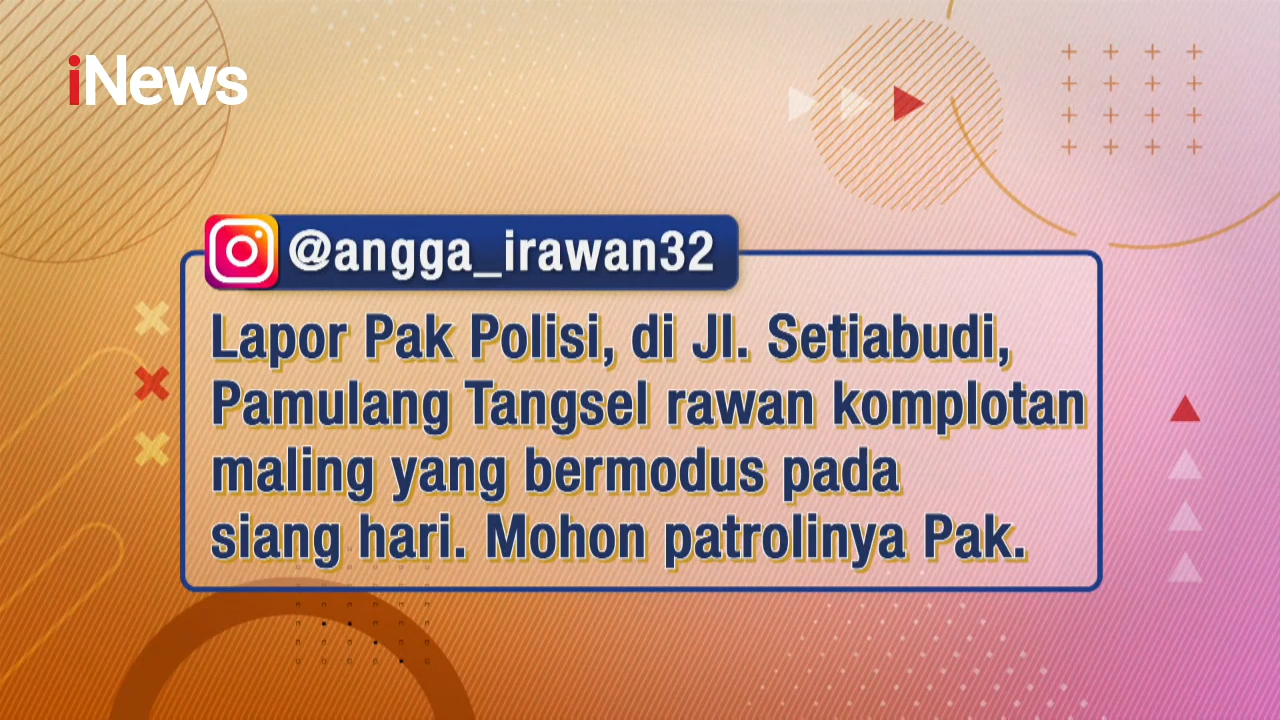 iNews
@angga_irawan32
Lapor Pak Polisi, di Jl. Setiabudi,
Pamulang Tangsel rawan komplotan
maling yang bermodus pada
siang hari. Mohon patrolinya Pak.